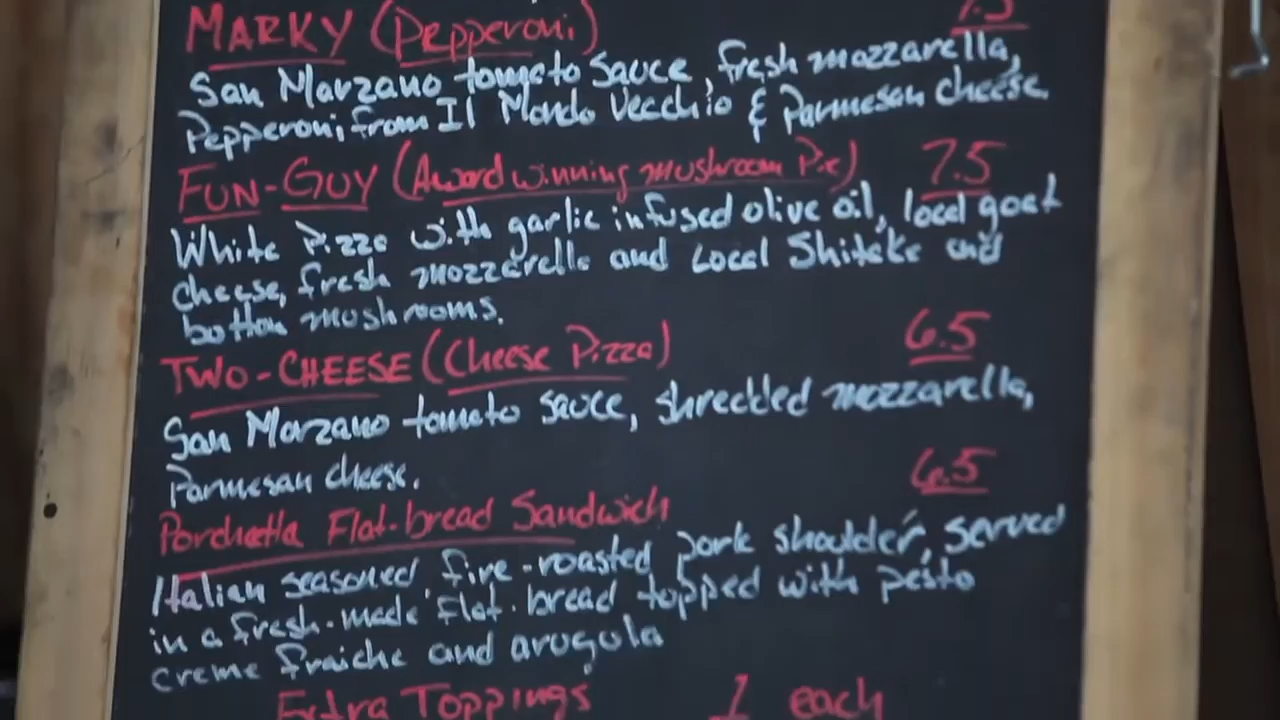 MARKY (Pepperoni) 7.5
San Marzano tomato sauce, fresh mozzarella,
Pepperoni from Il Mondo Vecchio & Parmesan cheese.
FUN-GUY (Award winning mushroom Pie) 7.5
White Pizza with garlic infused olive oil, local goat
cheese, fresh mozzarella and Local Shitake and
button mushrooms.
TWO-CHEESE (Cheese Pizza) 6.5
San Marzano tomato sauce, shredded mozzarella,
Parmesan cheese.
Porchetta Flat-bread Sandwich 6.5
Italian seasoned fire-roasted pork shoulder, served
in a fresh-made flat-bread topped with pesto
creme fraiche and arugula
Extra Toppings 1 each